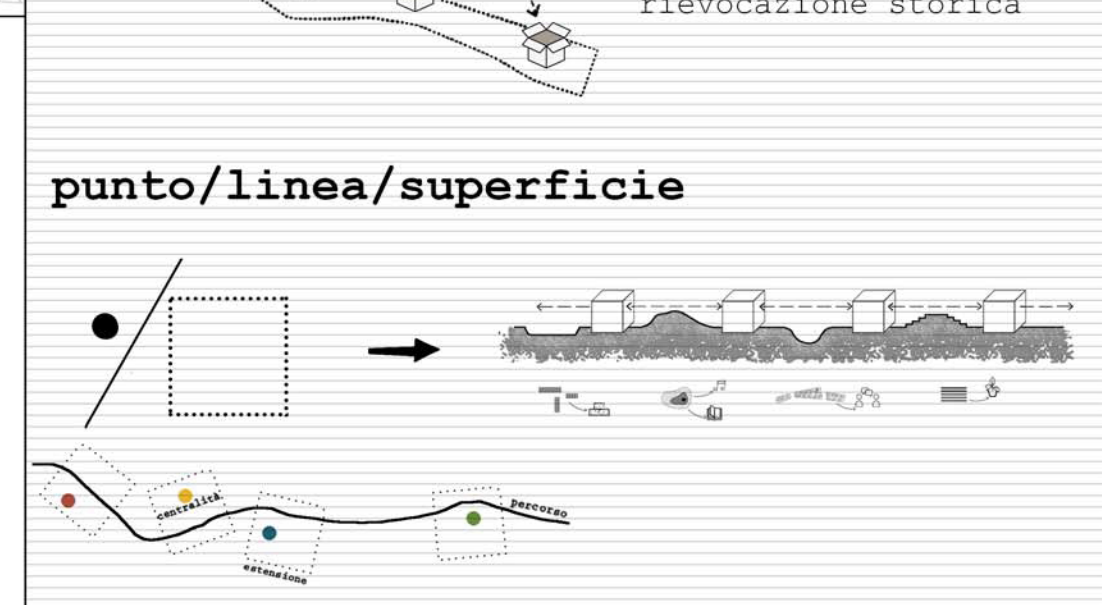 rievocazione storica
punto/linea/superficie
centralità
percorso
estensione